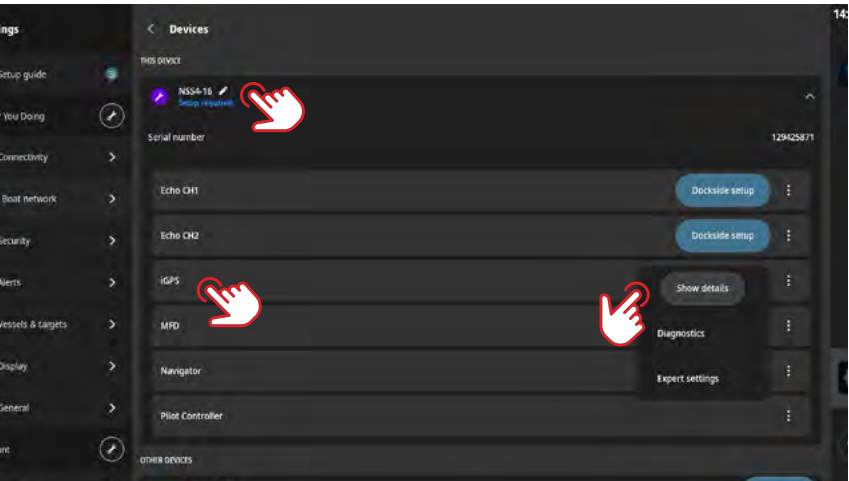 ings
Devices
14:
THIS DEVICE
Setup guide
NSS4-16
Setup required
You Doing
Serial number
129425871
Connectivity
Boat network
Echo CH1
Dockside setup
Security
Echo CH2
Dockside setup
Alerts
iGPS
Show details
Vessels & targets
MFD
Diagnostics
Display
Navigator
Expert settings
General
Pilot Controller
nt
OTHER DEVICES